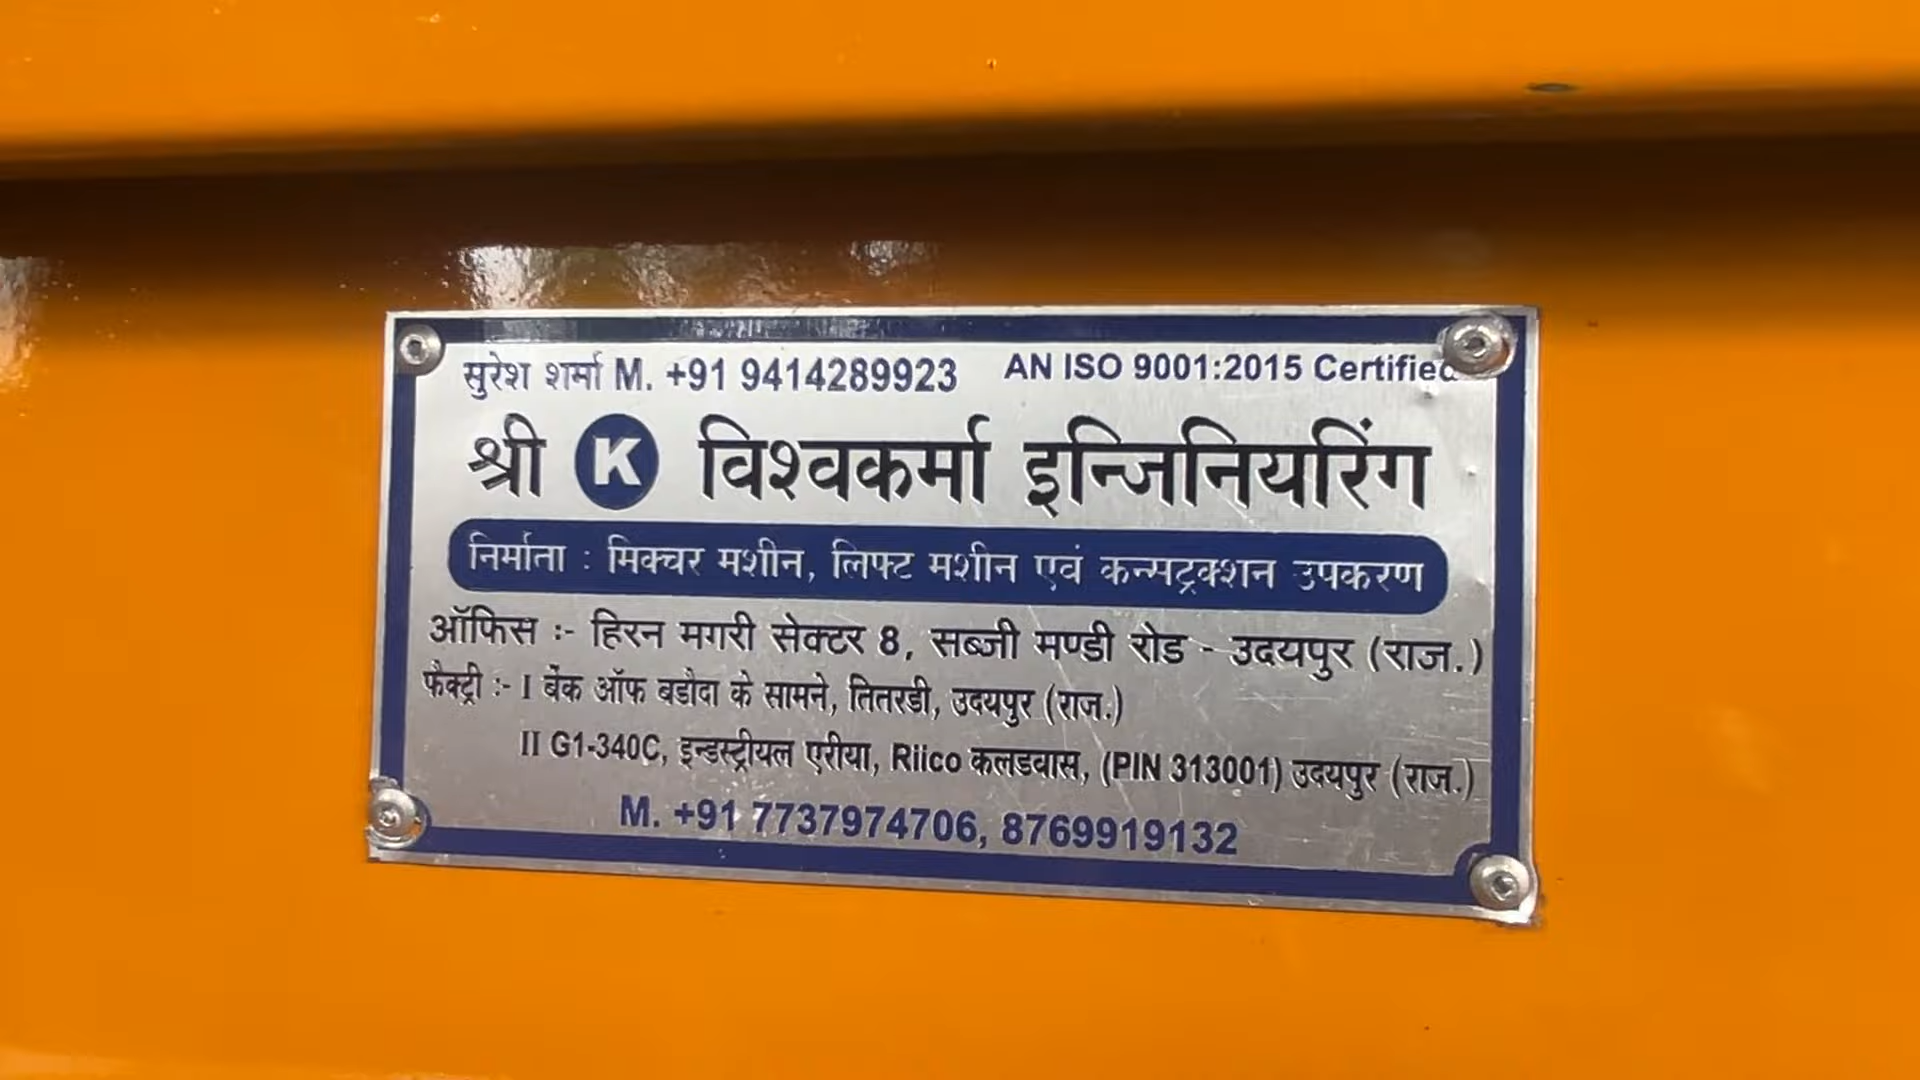 सुरेश शर्मा M. +91 9414289923 AN ISO 9001:2015 Certified
श्री K विश्वकर्मा इन्जिनियरिंग
निर्माता : मिक्चर मशीन, लिफ्ट मशीन एवं कन्सट्रक्शन उपकरण
ऑफिस :- हिरन मगरी सेक्टर 8, सब्जी मण्डी रोड - उदयपुर (राज.)
फैक्ट्री :- I बेंक ऑफ बडौदा के सामने, तितरडी, उदयपुर (राज.)
II G1-340C, इन्डस्ट्रीयल एरीया, Riico कलडवास, (PIN 313001) उदयपुर (राज.)
M. +91 7737974706, 8769919132